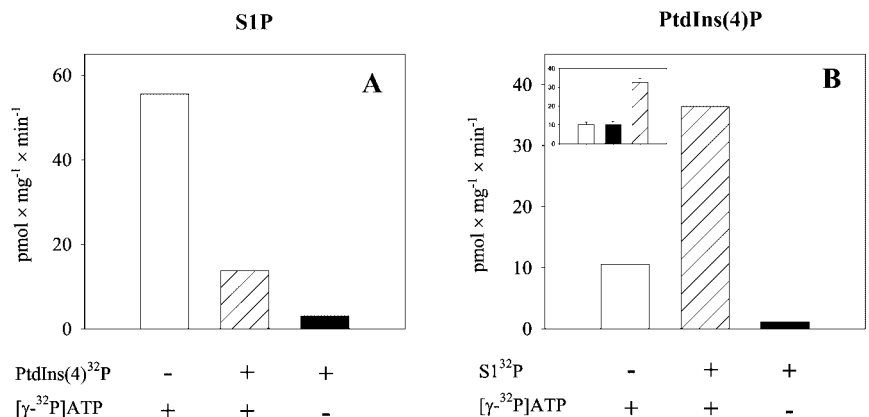 S1P
PtdIns(4)P
A
B
pmol × mg⁻¹ × min⁻¹
60
40
20
0
pmol × mg⁻¹ × min⁻¹
40
30
20
10
0
40
30
20
10
0
PtdIns(4)³²P - + +
[γ-³²P]ATP + + -
S1³²P - + +
[γ-³²P]ATP + + -